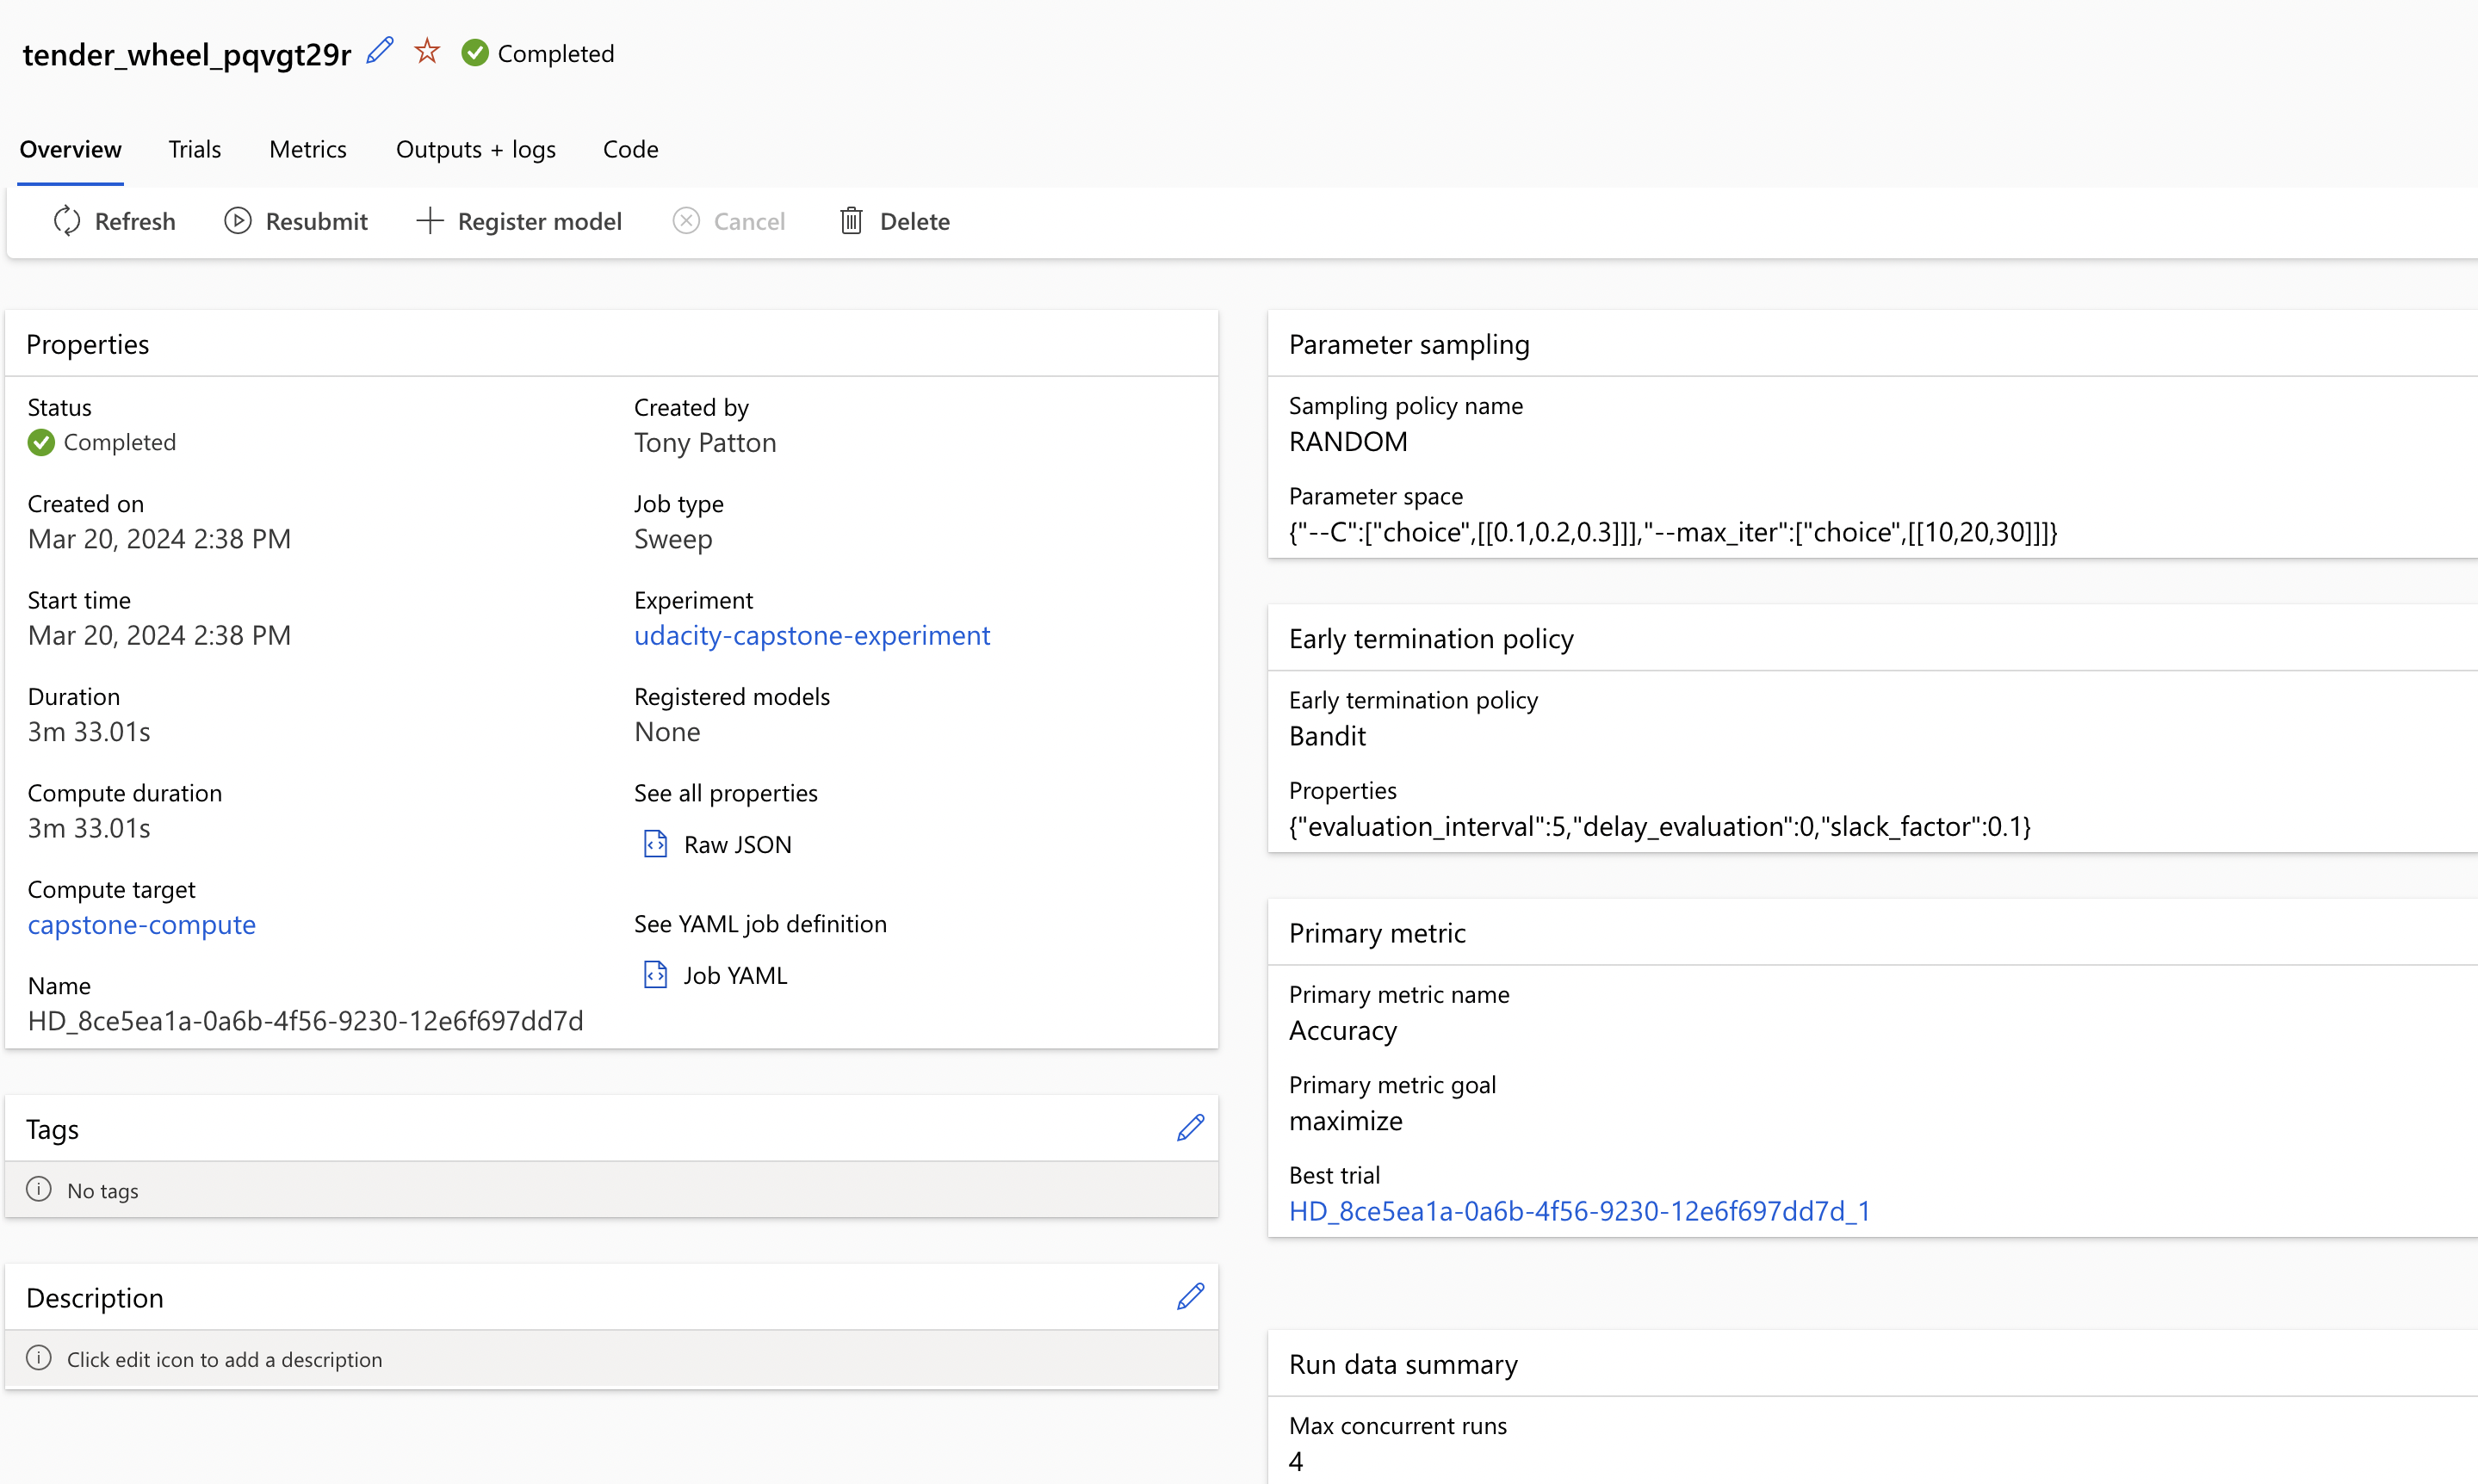 tender_wheel_pqvgt29r Completed
Overview Trials Metrics Outputs + logs Code
Refresh Resubmit Register model Cancel Delete
Properties
Status
Completed
Created on
Mar 20, 2024 2:38 PM
Start time
Mar 20, 2024 2:38 PM
Duration
3m 33.01s
Compute duration
3m 33.01s
Compute target
capstone-compute
Name
HD_8ce5ea1a-0a6b-4f56-9230-12e6f697dd7d
Created by
Tony Patton
Job type
Sweep
Experiment
udacity-capstone-experiment
Registered models
None
See all properties
Raw JSON
See YAML job definition
Job YAML
Tags
No tags
Description
Click edit icon to add a description
Parameter sampling
Sampling policy name
RANDOM
Parameter space
{"--C":["choice",[[0.1,0.2,0.3]]],"--max_iter":["choice",[[10,20,30]]]}
Early termination policy
Early termination policy
Bandit
Properties
{"evaluation_interval":5,"delay_evaluation":0,"slack_factor":0.1}
Primary metric
Primary metric name
Accuracy
Primary metric goal
maximize
Best trial
HD_8ce5ea1a-0a6b-4f56-9230-12e6f697dd7d_1
Run data summary
Max concurrent runs
4